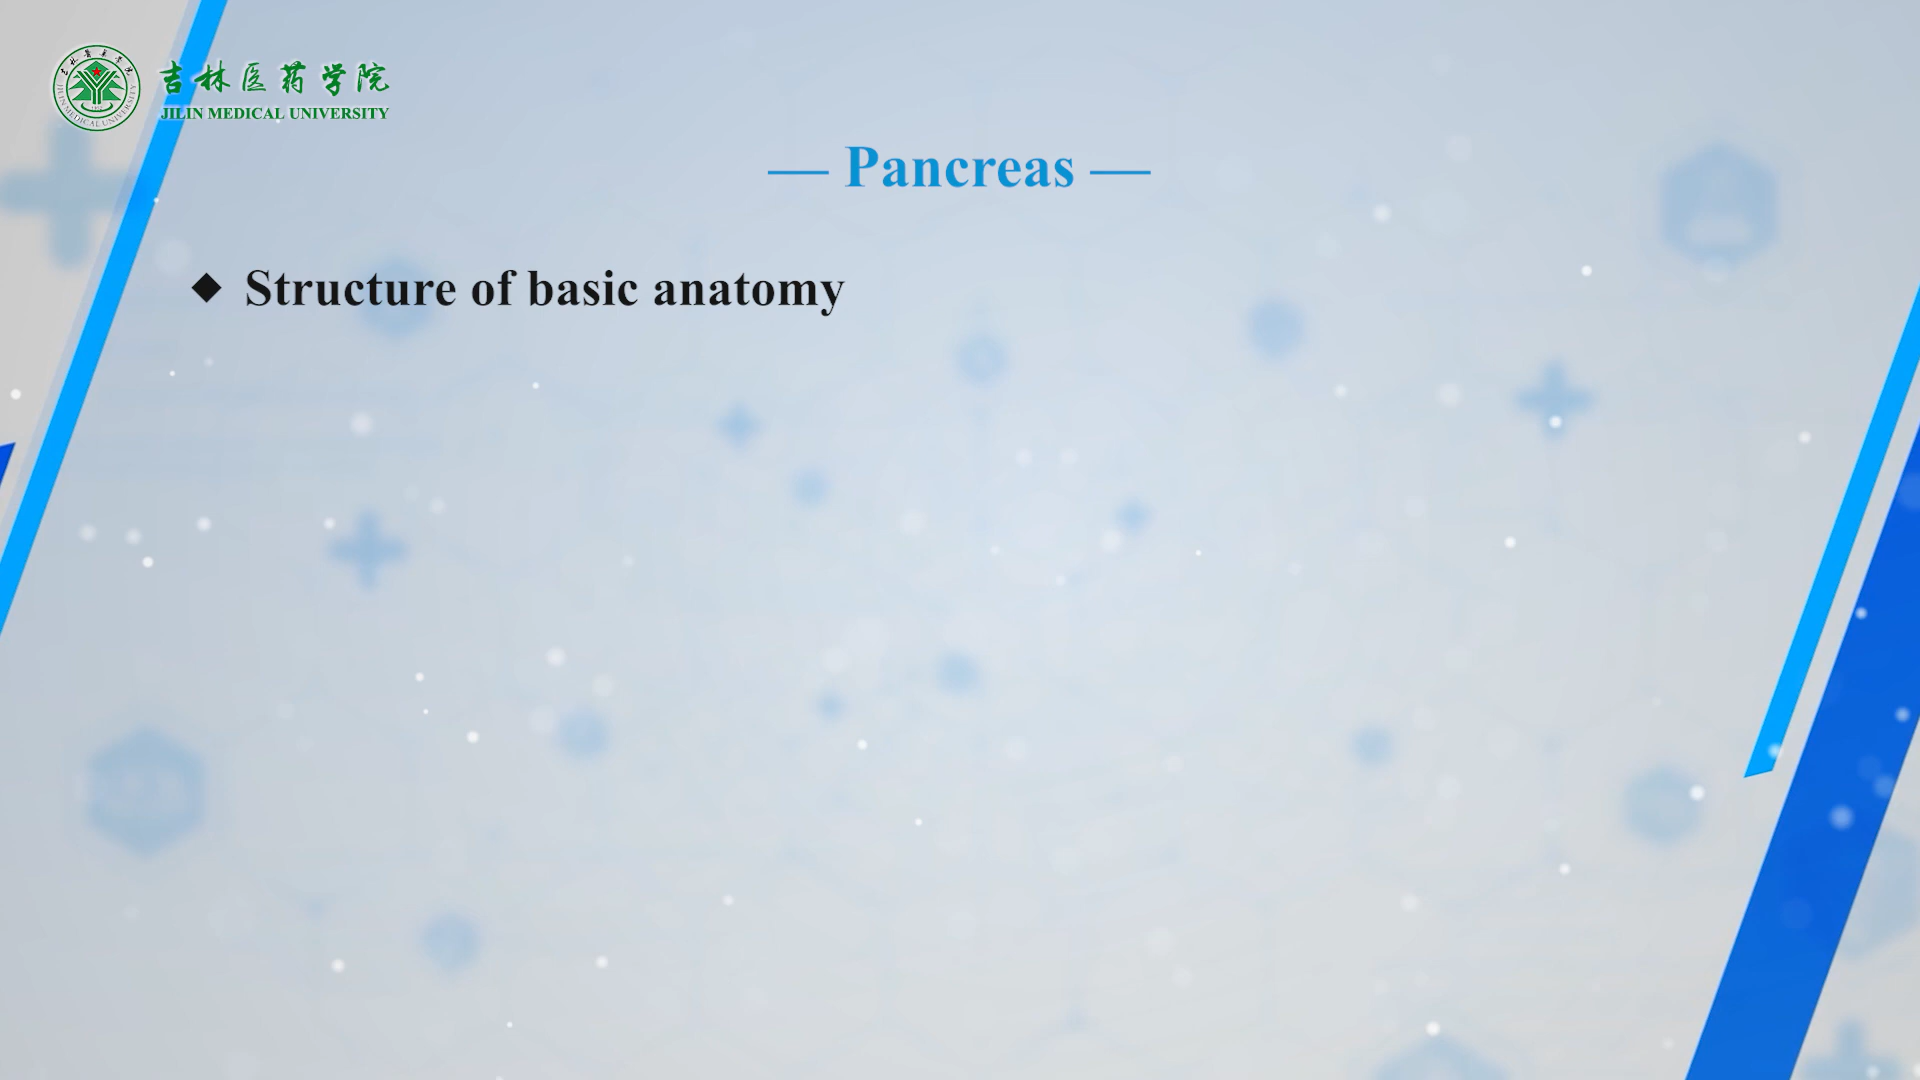 吉林医药学院
JILIN MEDICAL UNIVERSITY
— Pancreas —
◆ Structure of basic anatomy